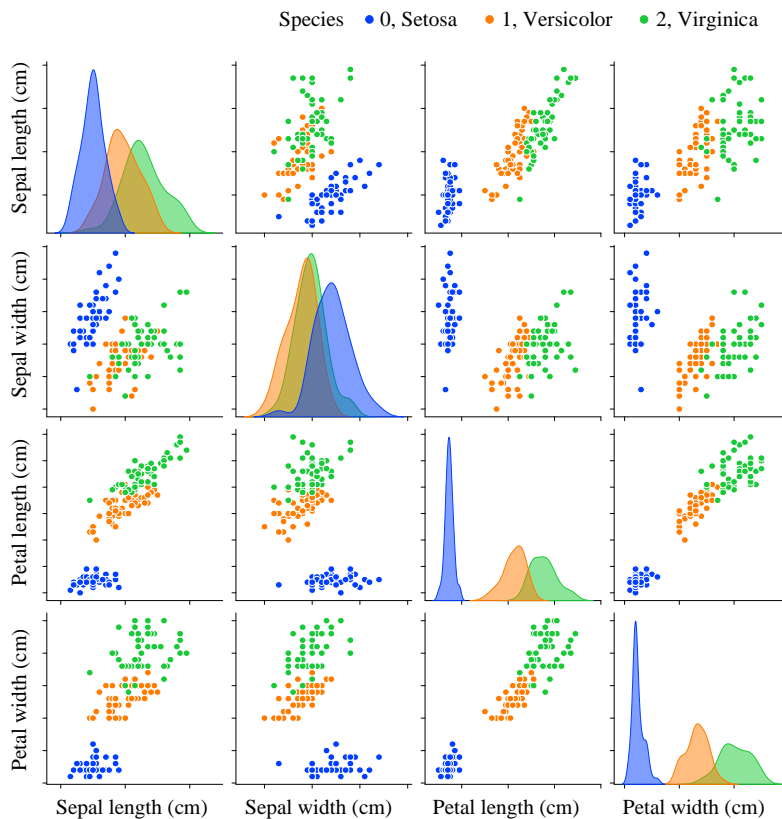 Species 0, Setosa 1, Versicolor 2, Virginica
Sepal length (cm)
Sepal width (cm)
Petal length (cm)
Petal width (cm)
Sepal length (cm) Sepal width (cm) Petal length (cm) Petal width (cm)